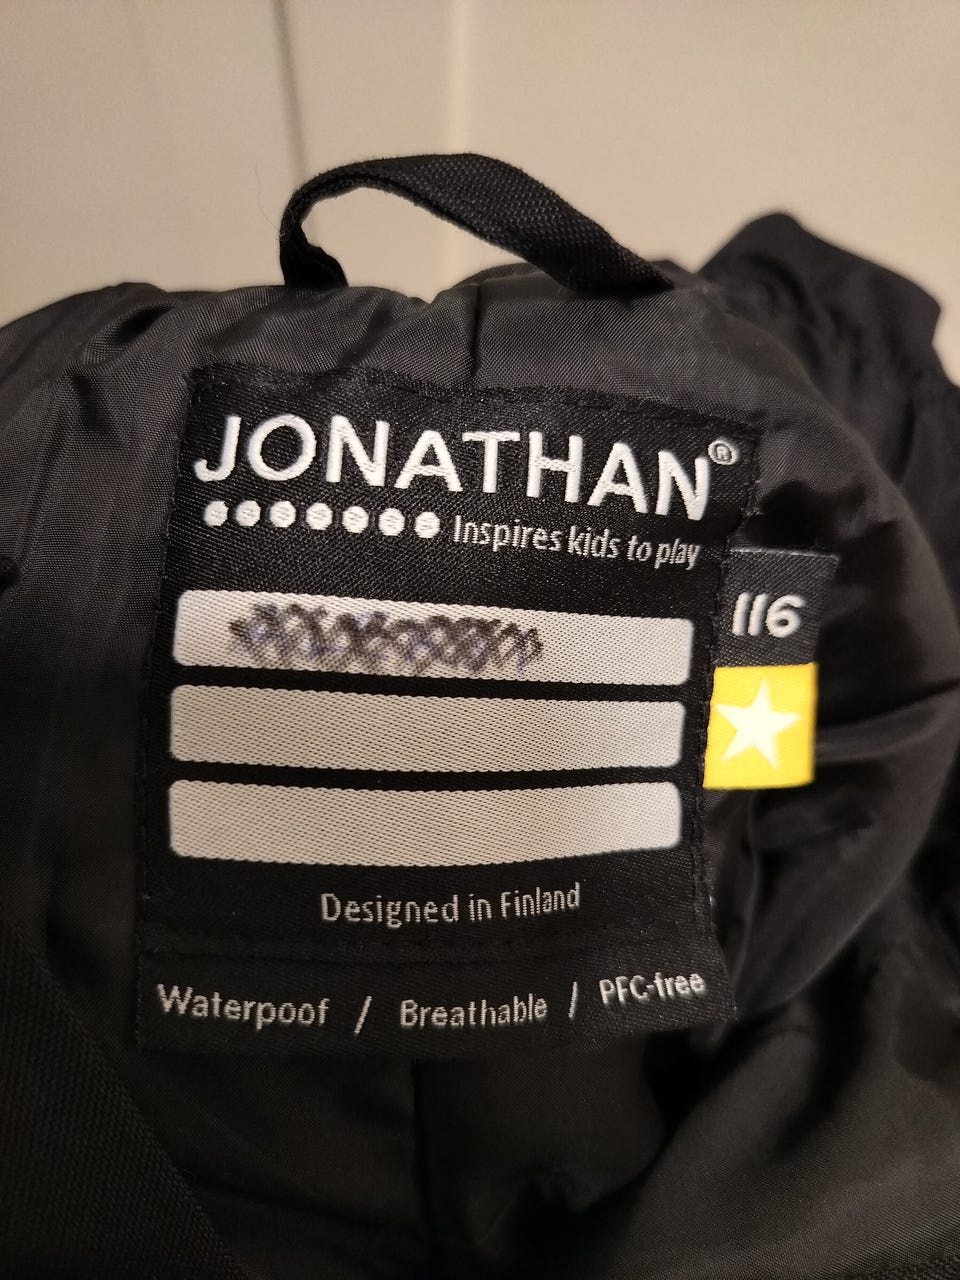 JONATHAN®
Inspires kids to play
116
Designed in Finland
Waterpoof / Breathable / PFC-free